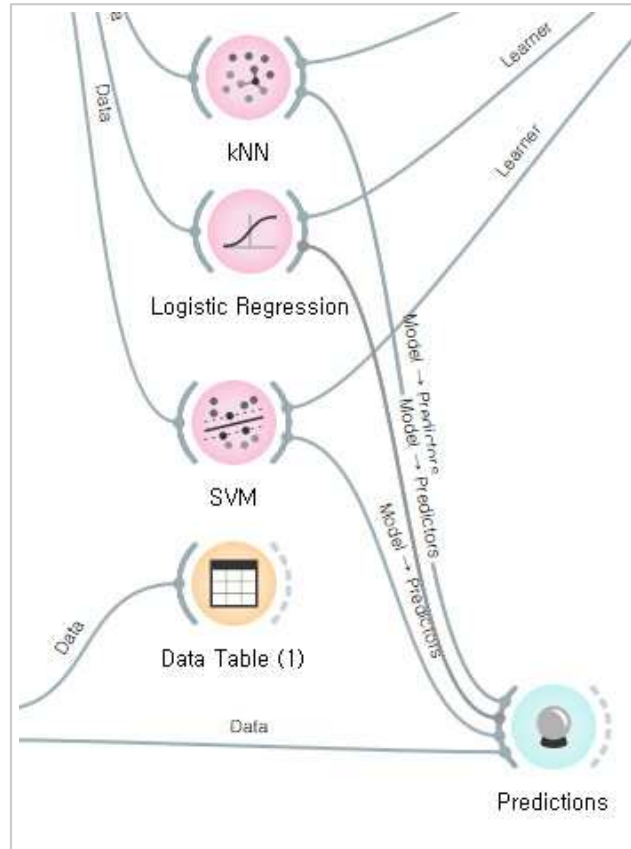 Data
Learner
kNN
Data
Learner
Logistic Regression
Model → Predictors
Model → Predictors
Model → Predictors
SVM
Data
Data Table (1)
Data
Predictions